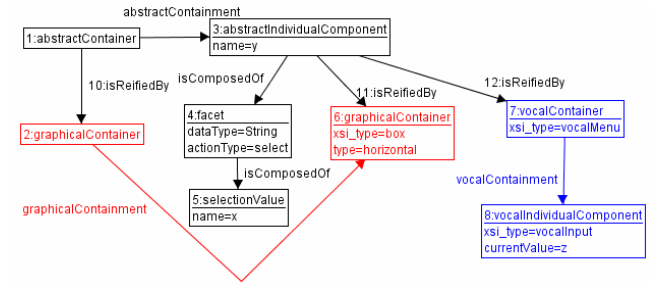 abstractContainment
1:abstractContainer
3:abstractIndividualComponent
name=y
isComposedOf
10:isReifiedBy
11:isReifiedBy
12:isReifiedBy
2:graphicalContainer
4:facet
dataType=String
actionType=select
6:graphicalContainer
xsi_type=box
type=horizontal
7:vocalContainer
xsi_type=vocalMenu
isComposedOf
vocalContainment
graphicalContainment
5:selectionValue
name=x
8:vocalIndividualComponent
xsi_type=vocalInput
currentValue=z